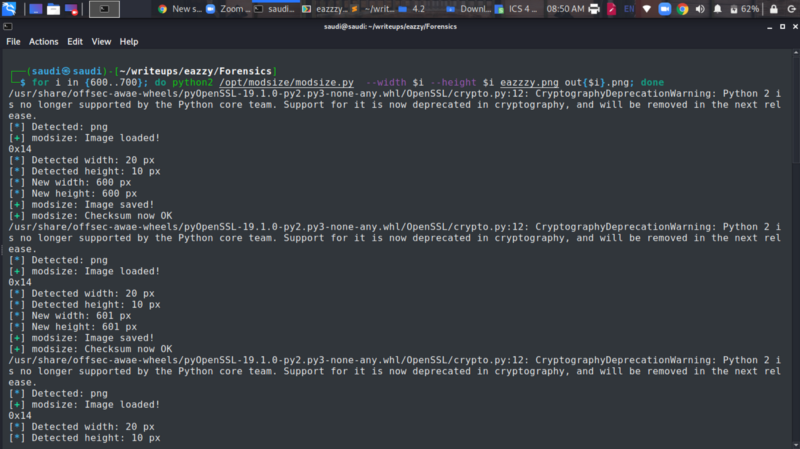 New s...
Zoom
saudi...
eazzzy...
~/writ...
4.2
Downl...
ICS 4 ..
08:50 AM
EN
62%
saudi@saudi: ~/writeups/eazzy/Forensics
File Actions Edit View Help
┌──(saudi㉿saudi)-[~/writeups/eazzy/Forensics]
└─$ for i in {600..700}; do python2 /opt/modsize/modsize.py --width $i --height $i eazzzy.png out{$i}.png; done
/usr/share/offsec-awae-wheels/pyOpenSSL-19.1.0-py2.py3-none-any.whl/OpenSSL/crypto.py:12: CryptographyDeprecationWarning: Python 2 i
s no longer supported by the Python core team. Support for it is now deprecated in cryptography, and will be removed in the next rel
ease.
[*] Detected: png
[+] modsize: Image loaded!
0x14
[*] Detected width: 20 px
[*] Detected height: 10 px
[*] New width: 600 px
[*] New height: 600 px
[+] modsize: Image saved!
[+] modsize: Checksum now OK
/usr/share/offsec-awae-wheels/pyOpenSSL-19.1.0-py2.py3-none-any.whl/OpenSSL/crypto.py:12: CryptographyDeprecationWarning: Python 2 i
s no longer supported by the Python core team. Support for it is now deprecated in cryptography, and will be removed in the next rel
ease.
[*] Detected: png
[+] modsize: Image loaded!
0x14
[*] Detected width: 20 px
[*] Detected height: 10 px
[*] New width: 601 px
[*] New height: 601 px
[+] modsize: Image saved!
[+] modsize: Checksum now OK
/usr/share/offsec-awae-wheels/pyOpenSSL-19.1.0-py2.py3-none-any.whl/OpenSSL/crypto.py:12: CryptographyDeprecationWarning: Python 2 i
s no longer supported by the Python core team. Support for it is now deprecated in cryptography, and will be removed in the next rel
ease.
[*] Detected: png
[+] modsize: Image loaded!
0x14
[*] Detected width: 20 px
[*] Detected height: 10 px